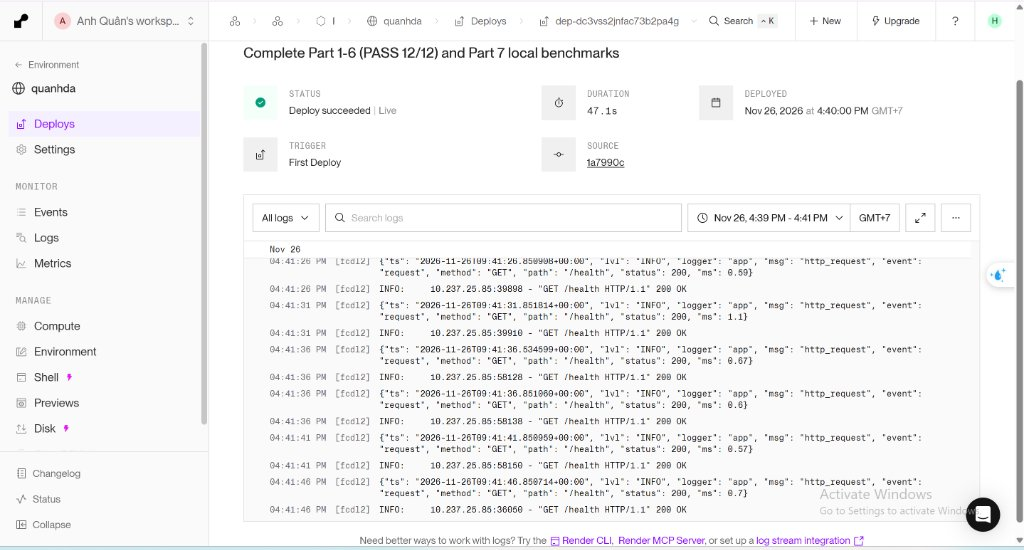 A Anh Quân's worksp...
I
quanhda
Deploys
dep-dc3vss2jnfac73b2pa4g
Search ^ K
+ New
Upgrade
?
H
← Environment
quanhda
Deploys
Settings
MONITOR
Events
Logs
Metrics
MANAGE
Compute
Environment
Shell
Previews
Disk
Changelog
Status
Collapse
Complete Part 1-6 (PASS 12/12) and Part 7 local benchmarks
STATUS
Deploy succeeded | Live
DURATION
47.1s
DEPLOYED
Nov 26, 2026 at 4:40:00 PM GMT+7
TRIGGER
First Deploy
SOURCE
1a7990c
All logs
Search logs
Nov 26, 4:39 PM - 4:41 PM
GMT+7
...
Nov 26
04:41:26 PM [fcdl2] {"ts": "2026-11-26T09:41:26.850908+00:00", "lvl": "INFO", "logger": "app", "msg": "http_request", "event":
"request", "method": "GET", "path": "/health", "status": 200, "ms": 0.59}
04:41:26 PM [fcdl2] INFO: 10.237.25.85:39898 - "GET /health HTTP/1.1" 200 OK
04:41:31 PM [fcdl2] {"ts": "2026-11-26T09:41:31.851814+00:00", "lvl": "INFO", "logger": "app", "msg": "http_request", "event":
"request", "method": "GET", "path": "/health", "status": 200, "ms": 1.1}
04:41:31 PM [fcdl2] INFO: 10.237.25.85:39910 - "GET /health HTTP/1.1" 200 OK
04:41:36 PM [fcdl2] {"ts": "2026-11-26T09:41:36.534599+00:00", "lvl": "INFO", "logger": "app", "msg": "http_request", "event":
"request", "method": "GET", "path": "/health", "status": 200, "ms": 0.67}
04:41:36 PM [fcdl2] INFO: 10.237.25.85:58128 - "GET /health HTTP/1.1" 200 OK
04:41:36 PM [fcdl2] {"ts": "2026-11-26T09:41:36.851060+00:00", "lvl": "INFO", "logger": "app", "msg": "http_request", "event":
"request", "method": "GET", "path": "/health", "status": 200, "ms": 0.6}
04:41:36 PM [fcdl2] INFO: 10.237.25.85:58138 - "GET /health HTTP/1.1" 200 OK
04:41:41 PM [fcdl2] {"ts": "2026-11-26T09:41:41.850959+00:00", "lvl": "INFO", "logger": "app", "msg": "http_request", "event":
"request", "method": "GET", "path": "/health", "status": 200, "ms": 0.57}
04:41:41 PM [fcdl2] INFO: 10.237.25.85:58150 - "GET /health HTTP/1.1" 200 OK
04:41:46 PM [fcdl2] {"ts": "2026-11-26T09:41:46.850714+00:00", "lvl": "INFO", "logger": "app", "msg": "http_request", "event":
"request", "method": "GET", "path": "/health", "status": 200, "ms": 0.7}
04:41:46 PM [fcdl2] INFO: 10.237.25.85:36060 - "GET /health HTTP/1.1" 200 OK
Activate Windows
Go to Settings to activate Windows
Need better ways to work with logs? Try the Render CLI, Render MCP Server, or set up a log stream integration